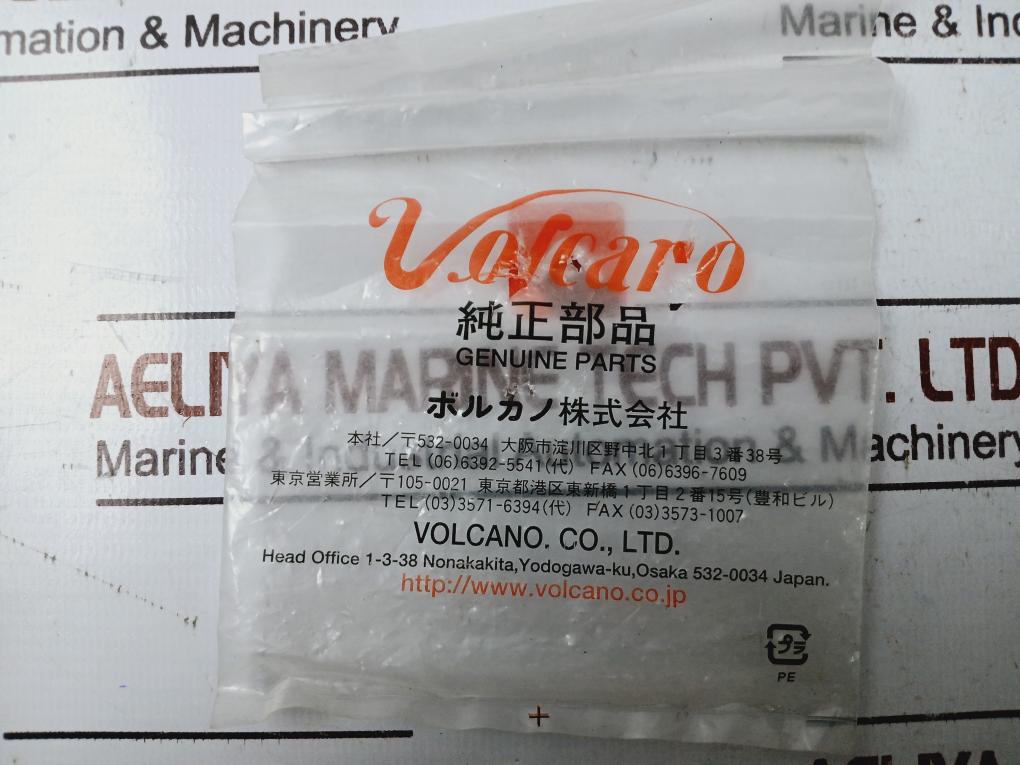 mation & Machinery
Marine & Ind
Volcano
純正部品
GENUINE PARTS
AELIYA MARINE TECH PVT. LTD
Marine & Industrial Automation & Machinery
ボルカノ株式会社
本社／〒532-0034 大阪市淀川区野中北1丁目3番38号
TEL (06)6392-5541(代) FAX (06)6396-7609
東京営業所／〒105-0021 東京都港区東新橋1丁目2番15号(豊和ビル)
TEL (03)3571-6394(代) FAX (03)3573-1007
VOLCANO. CO., LTD.
Head Office 1-3-38 Nonakakita,Yodogawa-ku,Osaka 532-0034 Japan.
http://www.volcano.co.jp
プラ
PE
AELIYA